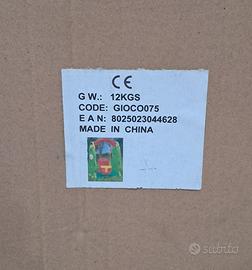 CE
G W.: 12KGS
CODE: GIOCO075
E A N: 8025023044628
MADE IN CHINA
subito